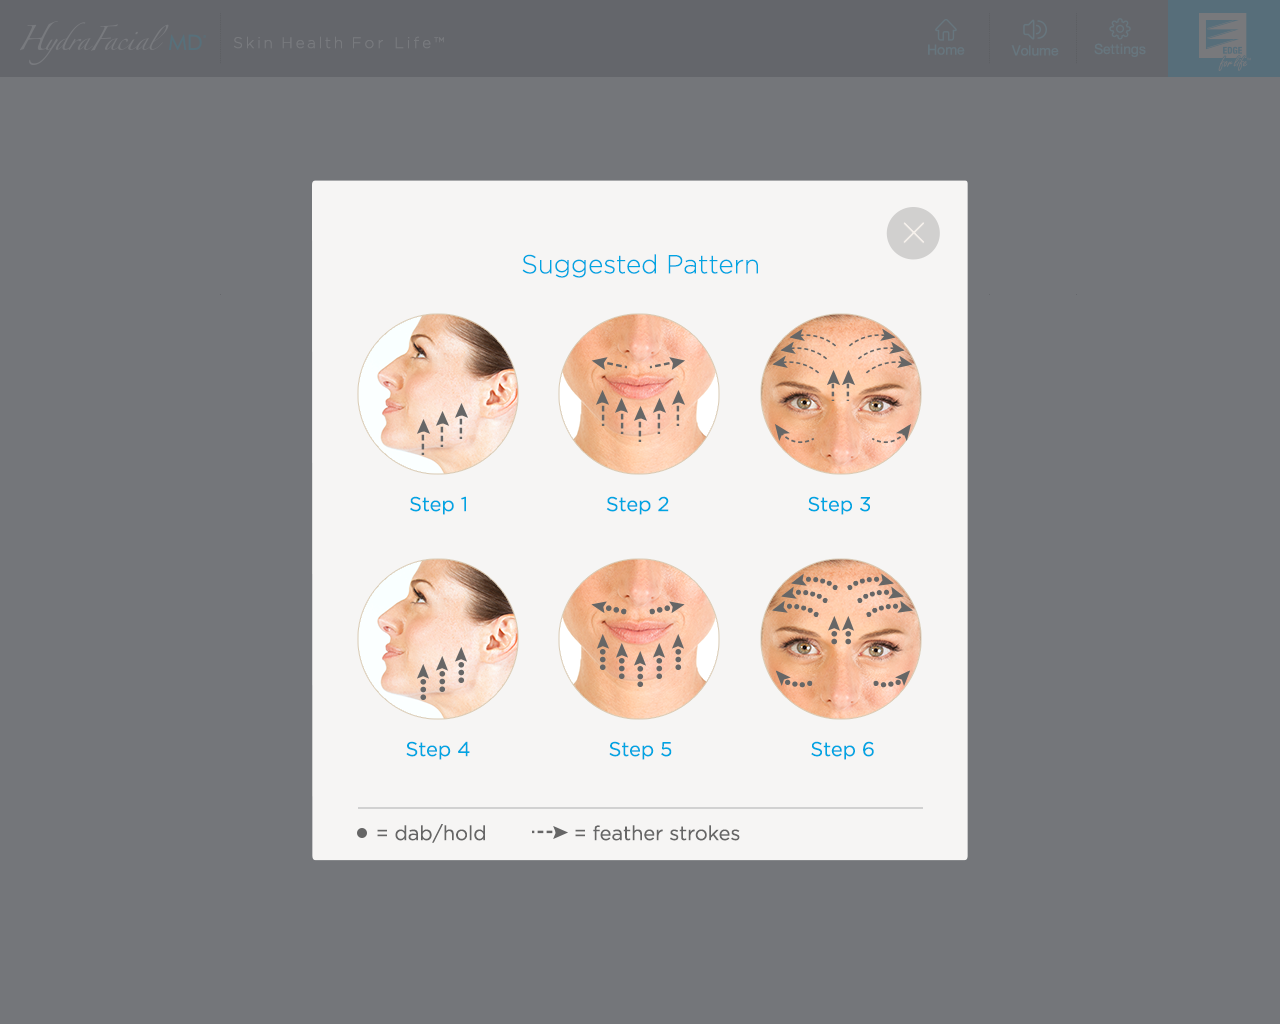 HydraFacial MD
Skin Health For Life™
Home
Volume
Settings
EDGE
for life
Suggested Pattern
Step 1
Step 2
Step 3
Step 4
Step 5
Step 6
= dab/hold
= feather strokes